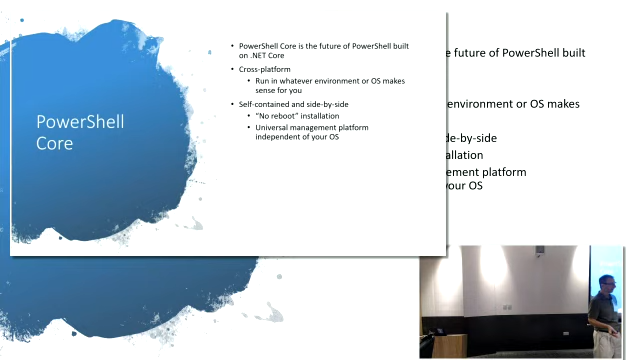 PowerShell
Core
• PowerShell Core is the future of PowerShell built
on .NET Core
• Cross-platform
• Run in whatever environment or OS makes
sense for you
• Self-contained and side-by-side
• “No reboot” installation
• Universal management platform
independent of your OS
e future of PowerShell built
environment or OS makes
de-by-side
allation
ement platform
your OS